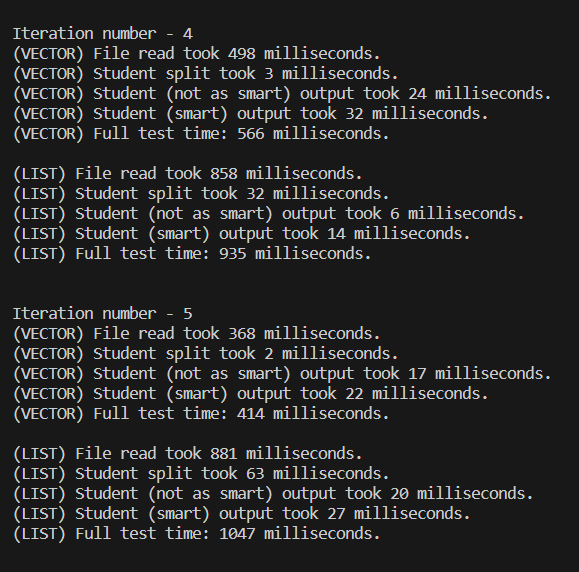 Iteration number - 4
(VECTOR) File read took 498 milliseconds.
(VECTOR) Student split took 3 milliseconds.
(VECTOR) Student (not as smart) output took 24 milliseconds.
(VECTOR) Student (smart) output took 32 milliseconds.
(VECTOR) Full test time: 566 milliseconds.
(LIST) File read took 858 milliseconds.
(LIST) Student split took 32 milliseconds.
(LIST) Student (not as smart) output took 6 milliseconds.
(LIST) Student (smart) output took 14 milliseconds.
(LIST) Full test time: 935 milliseconds.
Iteration number - 5
(VECTOR) File read took 368 milliseconds.
(VECTOR) Student split took 2 milliseconds.
(VECTOR) Student (not as smart) output took 17 milliseconds.
(VECTOR) Student (smart) output took 22 milliseconds.
(VECTOR) Full test time: 414 milliseconds.
(LIST) File read took 881 milliseconds.
(LIST) Student split took 63 milliseconds.
(LIST) Student (not as smart) output took 20 milliseconds.
(LIST) Student (smart) output took 27 milliseconds.
(LIST) Full test time: 1047 milliseconds.